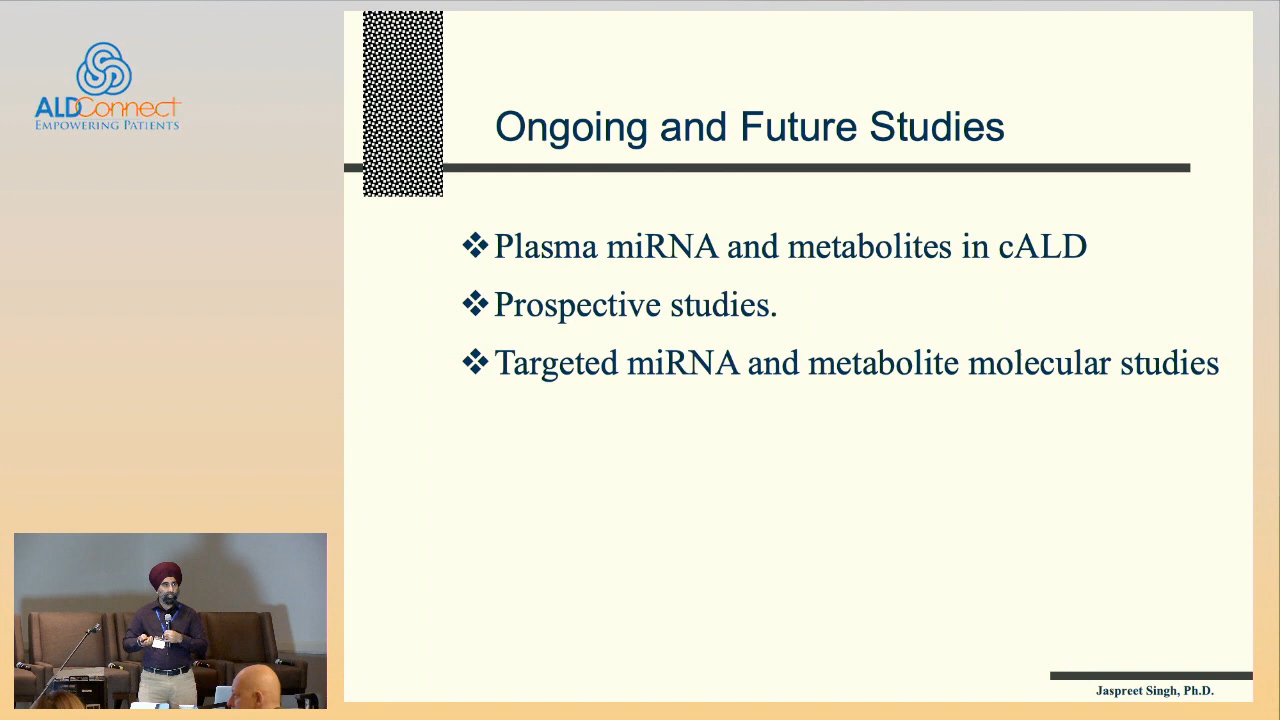 ALDConnect
EMPOWERING PATIENTS
Ongoing and Future Studies
❖Plasma miRNA and metabolites in cALD
❖Prospective studies.
❖Targeted miRNA and metabolite molecular studies
Jaspreet Singh, Ph.D.